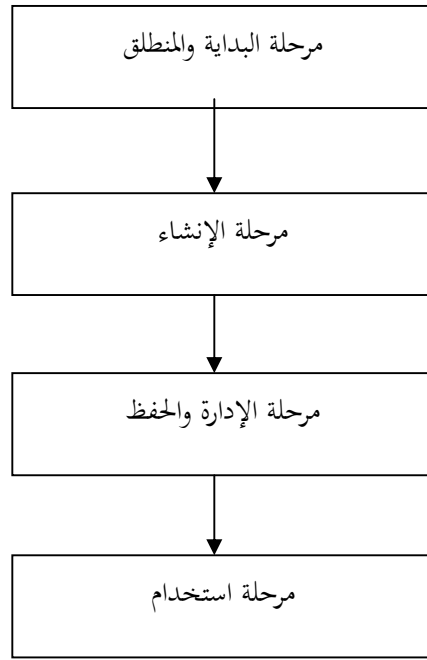 مرحلة البداية والمنطلق
مرحلة الإنشاء
مرحلة الإدارة والحفظ
مرحلة استخدام